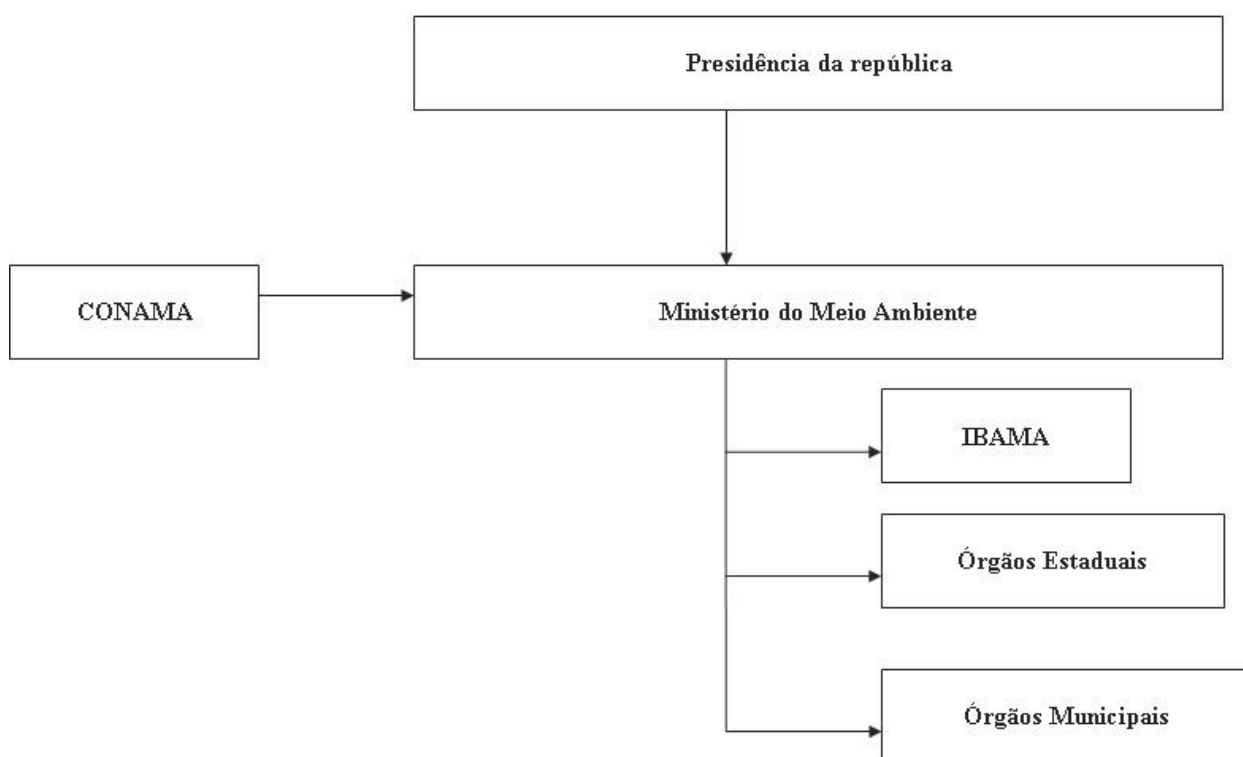 Presidência da república
CONAMA
Ministério do Meio Ambiente
IBAMA
Órgãos Estaduais
Órgãos Municipais